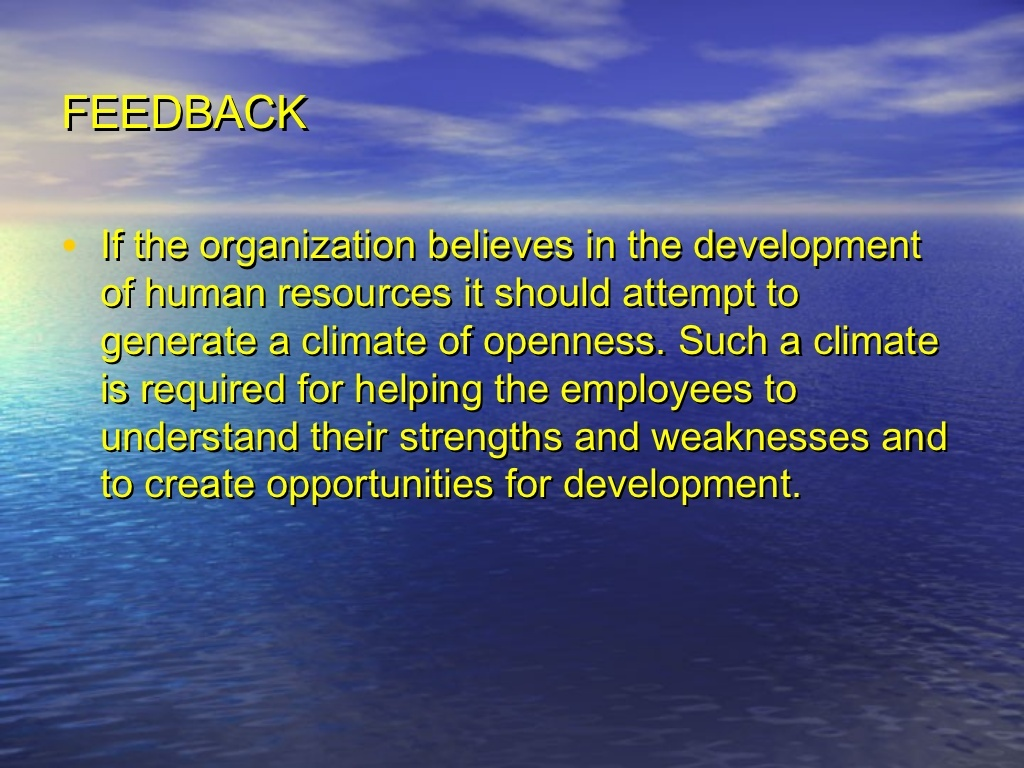 FEEDBACK
• If the organization believes in the development
of human resources it should attempt to
generate a climate of openness. Such a climate
is required for helping the employees to
understand their strengths and weaknesses and
to create opportunities for development.